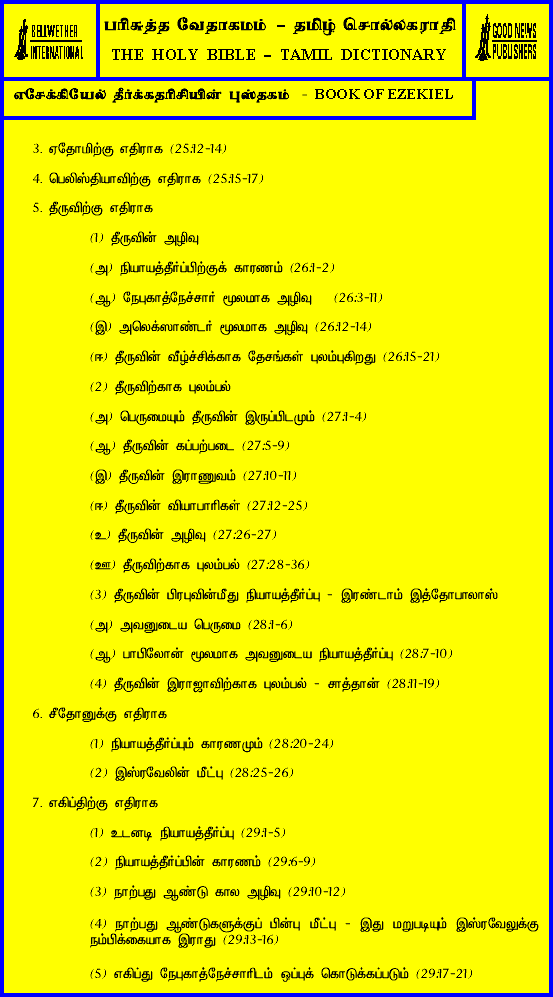 BELLWETHER
INTERNATIONAL
பரிசுத்த வேதாகமம் – தமிழ் சொல்லகராதி
THE HOLY BIBLE – TAMIL DICTIONARY
GOOD NEWS
PUBLISHERS
எசேக்கியேல் தீர்க்கதரிசியின் புஸ்தகம் - BOOK OF EZEKIEL
3. ஏதோமிற்கு எதிராக (25:12-14)
4. பெலிஸ்தியாவிற்கு எதிராக (25:15-17)
5. தீருவிற்கு எதிராக
(1) தீருவின் அழிவு
(அ) நியாயத்தீர்ப்பிற்குக் காரணம் (26:1-2)
(ஆ) நேபுகாத்நேச்சார் மூலமாக அழிவு (26:3-11)
(இ) அலெக்ஸாண்டர் மூலமாக அழிவு (26:12-14)
(ஈ) தீருவின் வீழ்ச்சிக்காக தேசங்கள் புலம்புகிறது (26:15-21)
(2) தீருவிற்காக புலம்பல்
(அ) பெருமையும் தீருவின் இருப்பிடமும் (27:1-4)
(ஆ) தீருவின் கப்பற்படை (27:5-9)
(இ) தீருவின் இராணுவம் (27:10-11)
(ஈ) தீருவின் வியாபாரிகள் (27:12-25)
(உ) தீருவின் அழிவு (27:26-27)
(ஊ) தீருவிற்காக புலம்பல் (27:28-36)
(3) தீருவின் பிரபுவின்மீது நியாயத்தீர்ப்பு - இரண்டாம் இத்தோபாலாஸ்
(அ) அவனுடைய பெருமை (28:1-6)
(ஆ) பாபிலோன் மூலமாக அவனுடைய நியாயத்தீர்ப்பு (28:7-10)
(4) தீருவின் இராஜாவிற்காக புலம்பல் - சாத்தான் (28:11-19)
6. சீதோனுக்கு எதிராக
(1) நியாயத்தீர்ப்பும் காரணமும் (28:20-24)
(2) இஸ்ரவேலின் மீட்பு (28:25-26)
7. எகிப்திற்கு எதிராக
(1) உடனடி நியாயத்தீர்ப்பு (29:1-5)
(2) நியாயத்தீர்ப்பின் காரணம் (29:6-9)
(3) நாற்பது ஆண்டு கால அழிவு (29:10-12)
(4) நாற்பது ஆண்டுகளுக்குப் பின்பு மீட்பு - இது மறுபடியும் இஸ்ரவேலுக்கு
நம்பிக்கையாக இராது (29:13-16)
(5) எகிப்து நேபுகாத்நேச்சாரிடம் ஒப்புக் கொடுக்கப்படும் (29:17-21)